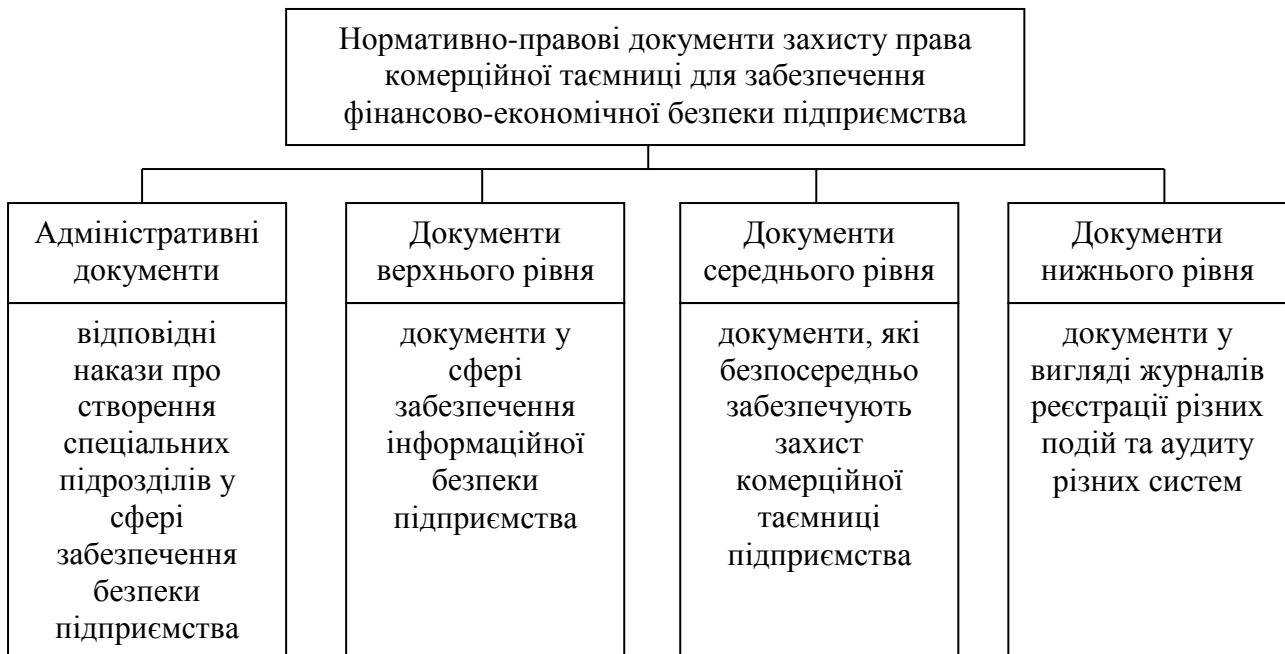 Нормативно-правові документи захисту права
комерційної таємниці для забезпечення
фінансово-економічної безпеки підприємства
Адміністративні
документи
відповідні
накази про
створення
спеціальних
підрозділів у
сфері
забезпечення
безпеки
підприємства
Документи
верхнього рівня
документи у
сфері
забезпечення
інформаційної
безпеки
підприємства
Документи
середнього рівня
документи, які
безпосередньо
забезпечують
захист
комерційної
таємниці
підприємства
Документи
нижнього рівня
документи у
вигляді журналів
реєстрації різних
подій та аудиту
різних систем